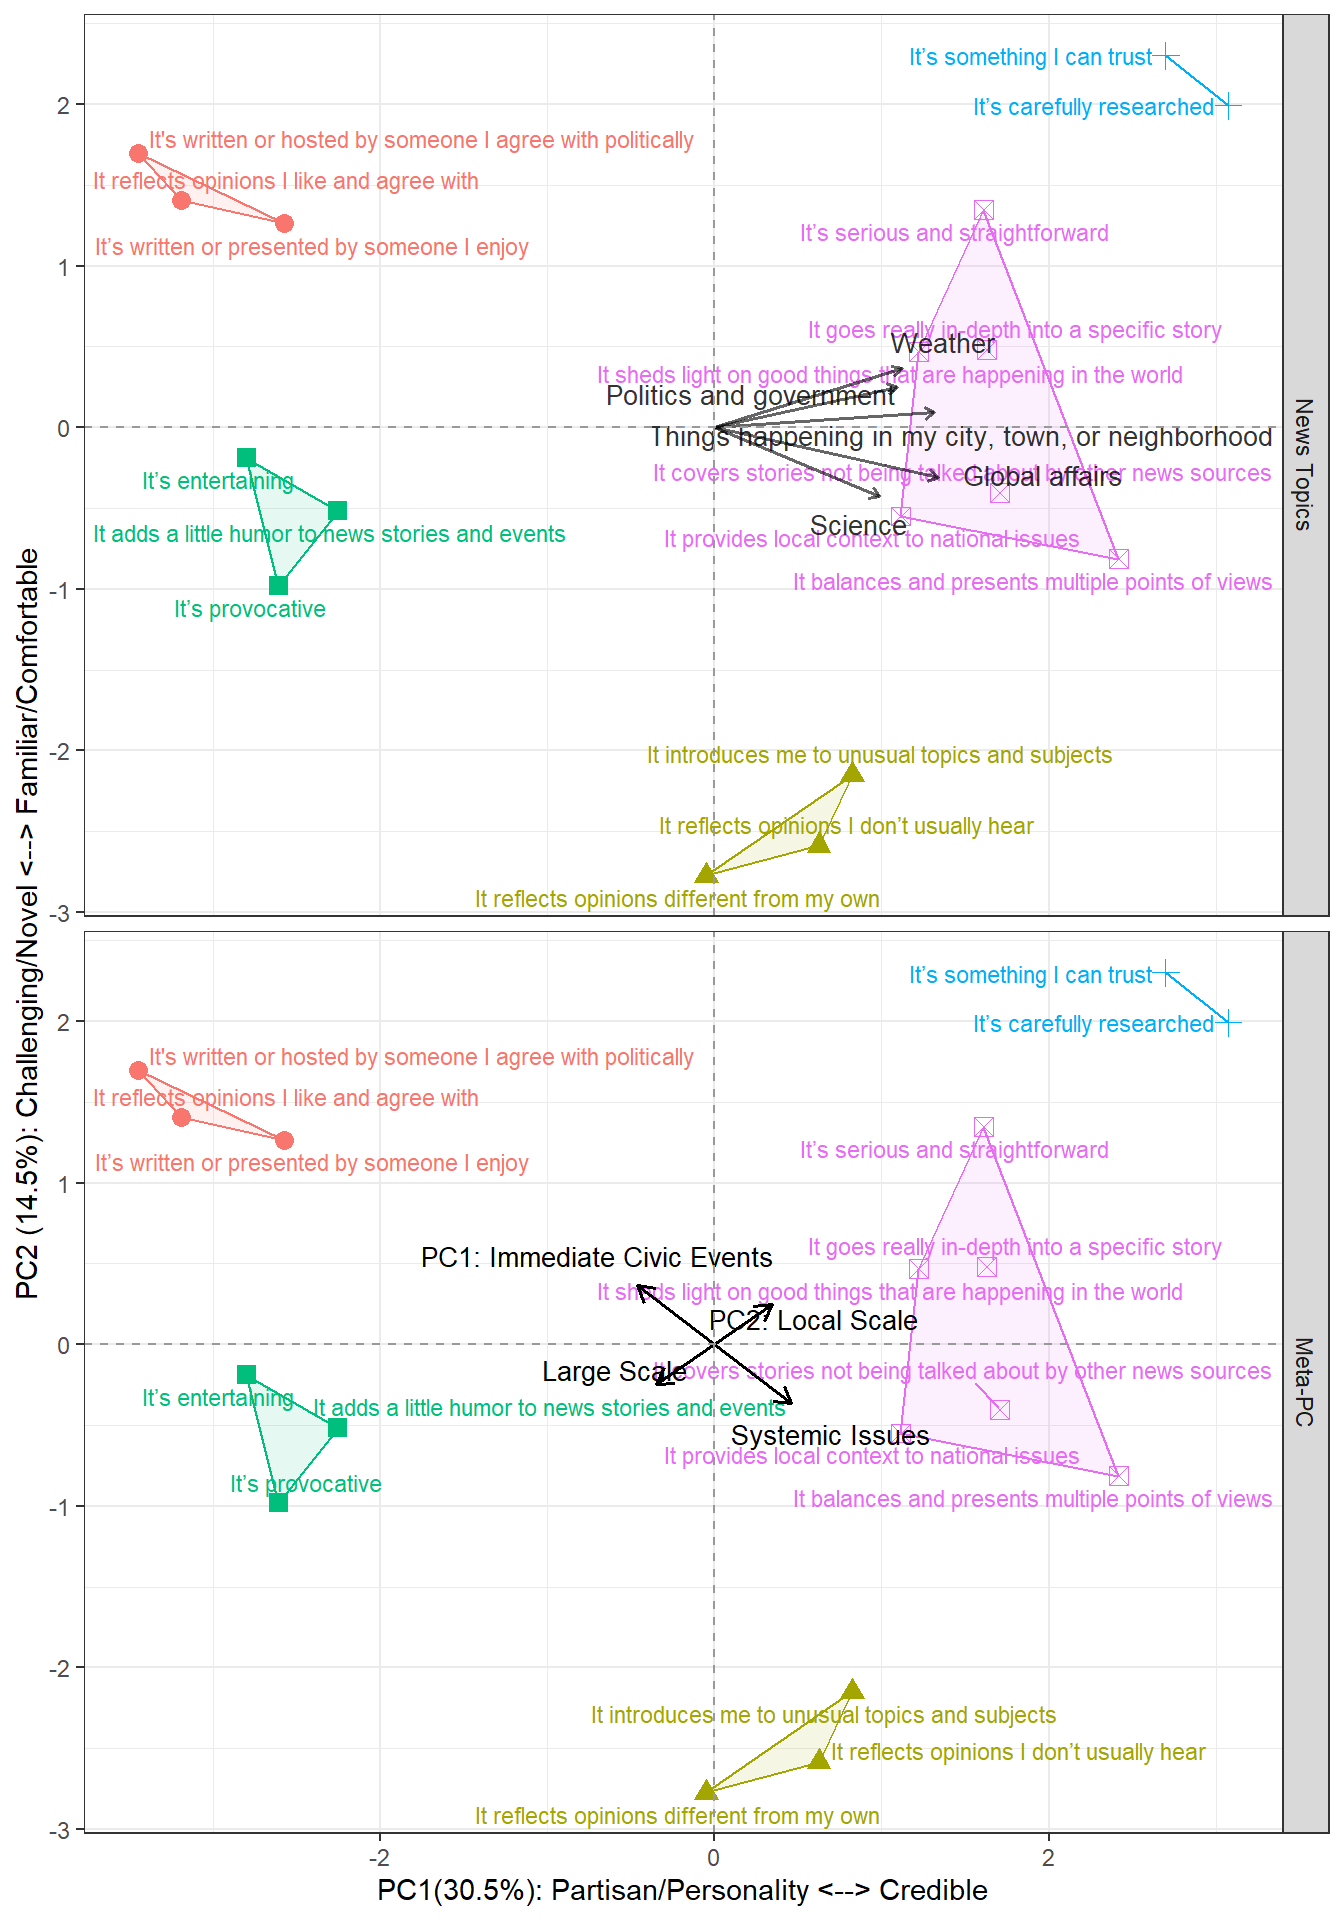 It’s something I can trust
2
It’s carefully researched
It's written or hosted by someone I agree with politically
It reflects opinions I like and agree with
It’s written or presented by someone I enjoy
It’s serious and straightforward
1
It goes really in-depth into a specific story
Weather
It sheds light on good things that are happening in the world
Politics and government
0
Things happening in my city, town, or neighborhood
It covers stories not being talked about by other news sources
Global affairs
It’s entertaining
Science
It adds a little humor to news stories and events
It provides local context to national issues
It balances and presents multiple points of views
-1
It’s provocative
-2
It introduces me to unusual topics and subjects
It reflects opinions I don’t usually hear
It reflects opinions different from my own
-3
News Topics
PC2 (14.5%): Challenging/Novel <--> Familiar/Comfortable
It’s something I can trust
2
It’s carefully researched
It's written or hosted by someone I agree with politically
It reflects opinions I like and agree with
It’s written or presented by someone I enjoy
It’s serious and straightforward
1
It goes really in-depth into a specific story
PC1: Immediate Civic Events
It sheds light on good things that are happening in the world
PC2: Local Scale
0
Large Scale
It covers stories not being talked about by other news sources
It’s entertaining
It adds a little humor to news stories and events
Systemic Issues
It provides local context to national issues
It’s provocative
It balances and presents multiple points of views
-1
-2
It introduces me to unusual topics and subjects
It reflects opinions I don’t usually hear
It reflects opinions different from my own
-3
Meta-PC
-2
0
2
PC1(30.5%): Partisan/Personality <--> Credible